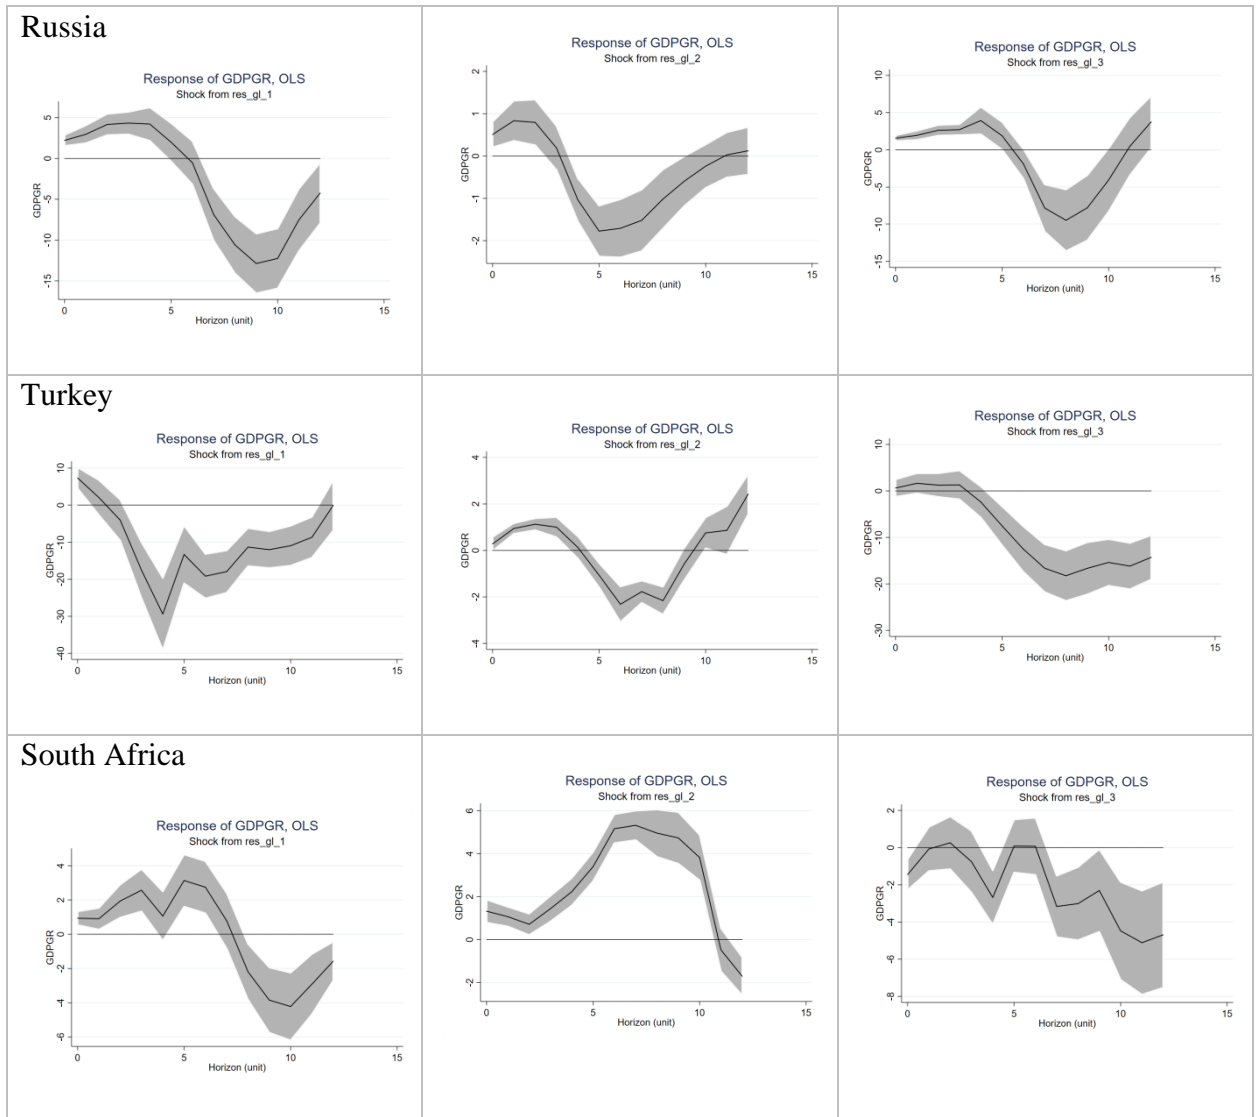 Russia
Response of GDPGR, OLS
Shock from res_gl_1
GDPGR
5
0
-5
-10
-15
0 5 10 15
Horizon (unit)
Response of GDPGR, OLS
Shock from res_gl_2
GDPGR
2
1
0
-1
-2
0 5 10 15
Horizon (unit)
Response of GDPGR, OLS
Shock from res_gl_3
GDPGR
10
5
0
-5
-10
-15
0 5 10 15
Horizon (unit)
Turkey
Response of GDPGR, OLS
Shock from res_gl_1
GDPGR
10
0
-10
-20
-30
-40
0 5 10 15
Horizon (unit)
Response of GDPGR, OLS
Shock from res_gl_2
GDPGR
4
2
0
-2
-4
0 5 10 15
Horizon (unit)
Response of GDPGR, OLS
Shock from res_gl_3
GDPGR
10
0
-10
-20
-30
0 5 10 15
Horizon (unit)
South Africa
Response of GDPGR, OLS
Shock from res_gl_1
GDPGR
4
2
0
-2
-4
-6
0 5 10 15
Horizon (unit)
Response of GDPGR, OLS
Shock from res_gl_2
GDPGR
6
4
2
0
-2
0 5 10 15
Horizon (unit)
Response of GDPGR, OLS
Shock from res_gl_3
GDPGR
2
0
-2
-4
-6
-8
0 5 10 15
Horizon (unit)